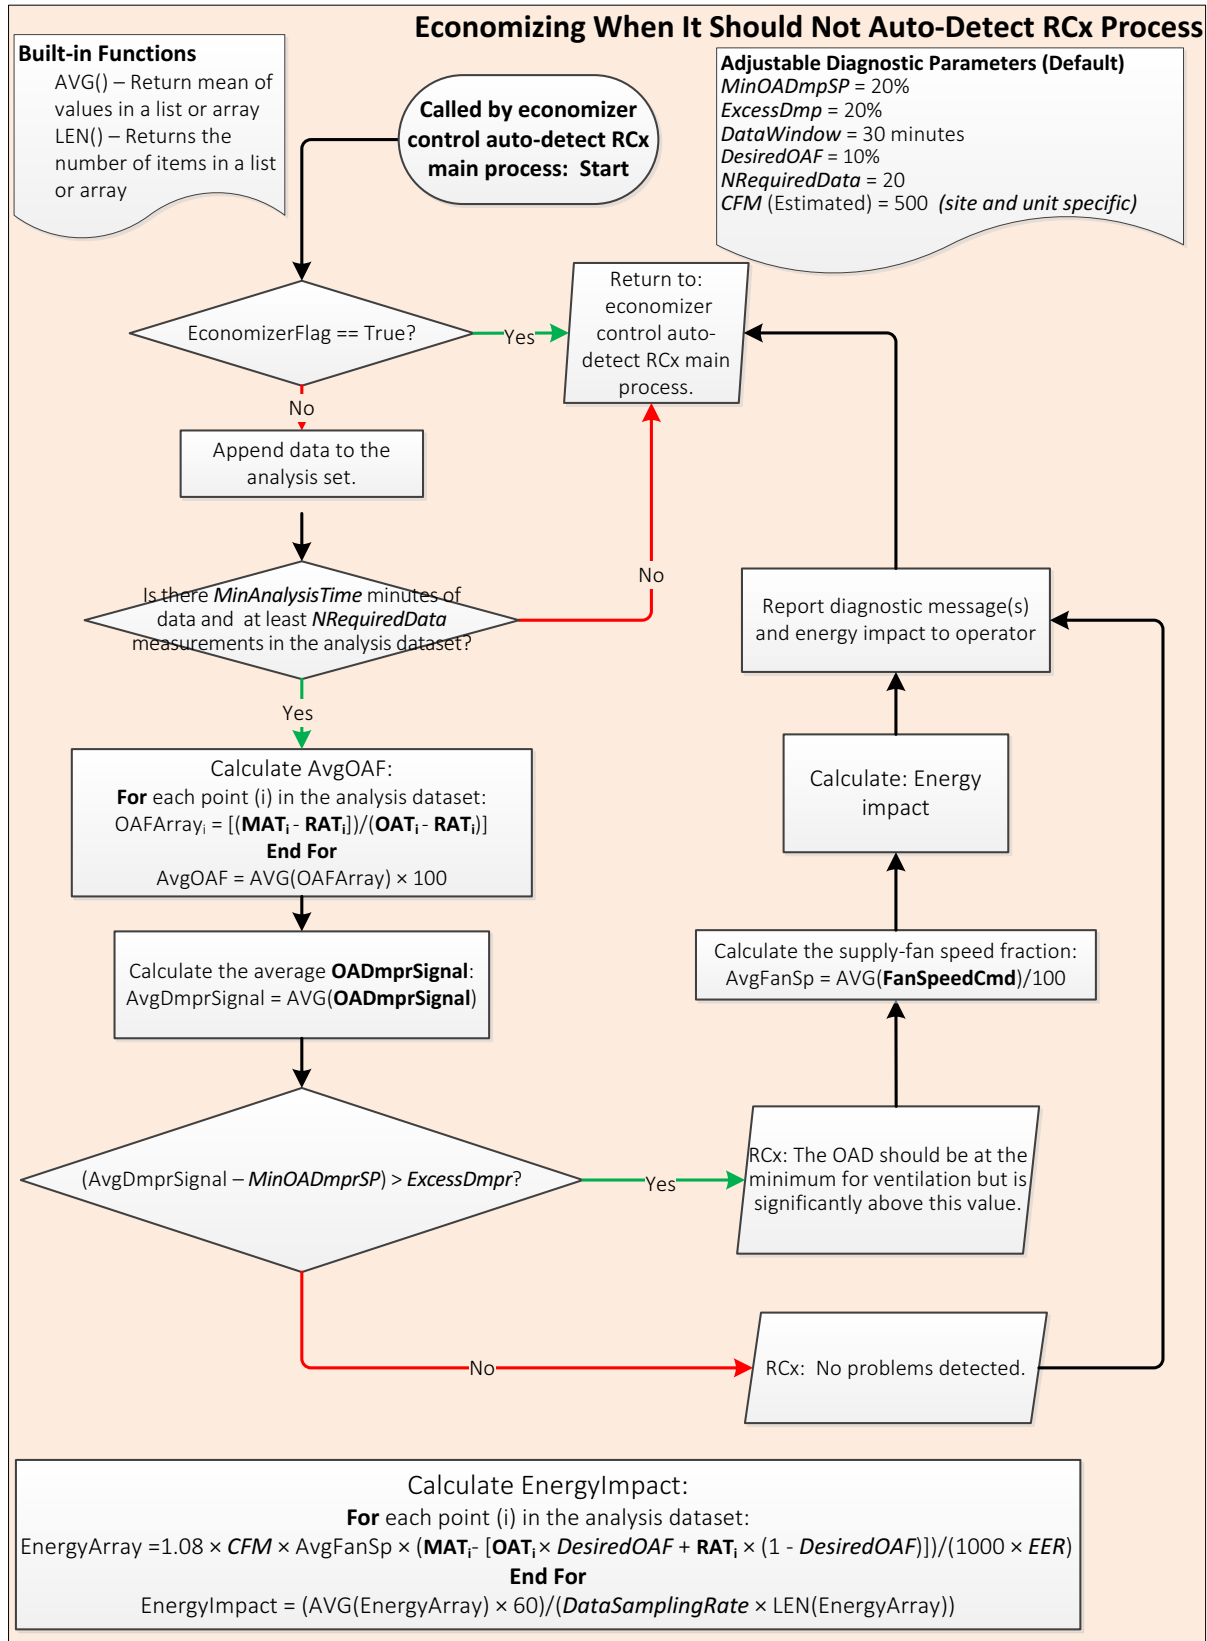 Economizing When It Should Not Auto-Detect RCx Process
Built-in Functions
AVG() – Return mean of
values in a list or array
LEN() – Returns the
number of items in a list
or array
Called by economizer
control auto-detect RCx
main process:  Start
Adjustable Diagnostic Parameters (Default)
MinOADmpSP = 20%
ExcessDmp = 20%
DataWindow = 30 minutes
DesiredOAF = 10%
NRequiredData = 20
CFM (Estimated) = 500  (site and unit specific)
EconomizerFlag == True?
Yes
Return to:
economizer
control auto-
detect RCx main
process.
No
Append data to the
analysis set.
Is there MinAnalysisTime minutes of
data and  at least NRequiredData
measurements in the analysis dataset?
No
Yes
Report diagnostic message(s)
and energy impact to operator
Calculate AvgOAF:
For each point (i) in the analysis dataset:
OAFArrayᵢ = [(MATᵢ - RATᵢ])/(OATᵢ - RATᵢ)]
End For
AvgOAF = AVG(OAFArray) × 100
Calculate: Energy
impact
Calculate the average OADmprSignal:
AvgDmprSignal = AVG(OADmprSignal)
Calculate the supply-fan speed fraction:
AvgFanSp = AVG(FanSpeedCmd)/100
(AvgDmprSignal – MinOADmprSP) > ExcessDmpr?
Yes
RCx: The OAD should be at the
minimum for ventilation but is
significantly above this value.
No
RCx:  No problems detected.
Calculate EnergyImpact:
For each point (i) in the analysis dataset:
EnergyArray =1.08 × CFM × AvgFanSp × (MATᵢ- [OATᵢ × DesiredOAF + RATᵢ × (1 - DesiredOAF)])/(1000 × EER)
End For
EnergyImpact = (AVG(EnergyArray) × 60)/(DataSamplingRate × LEN(EnergyArray))